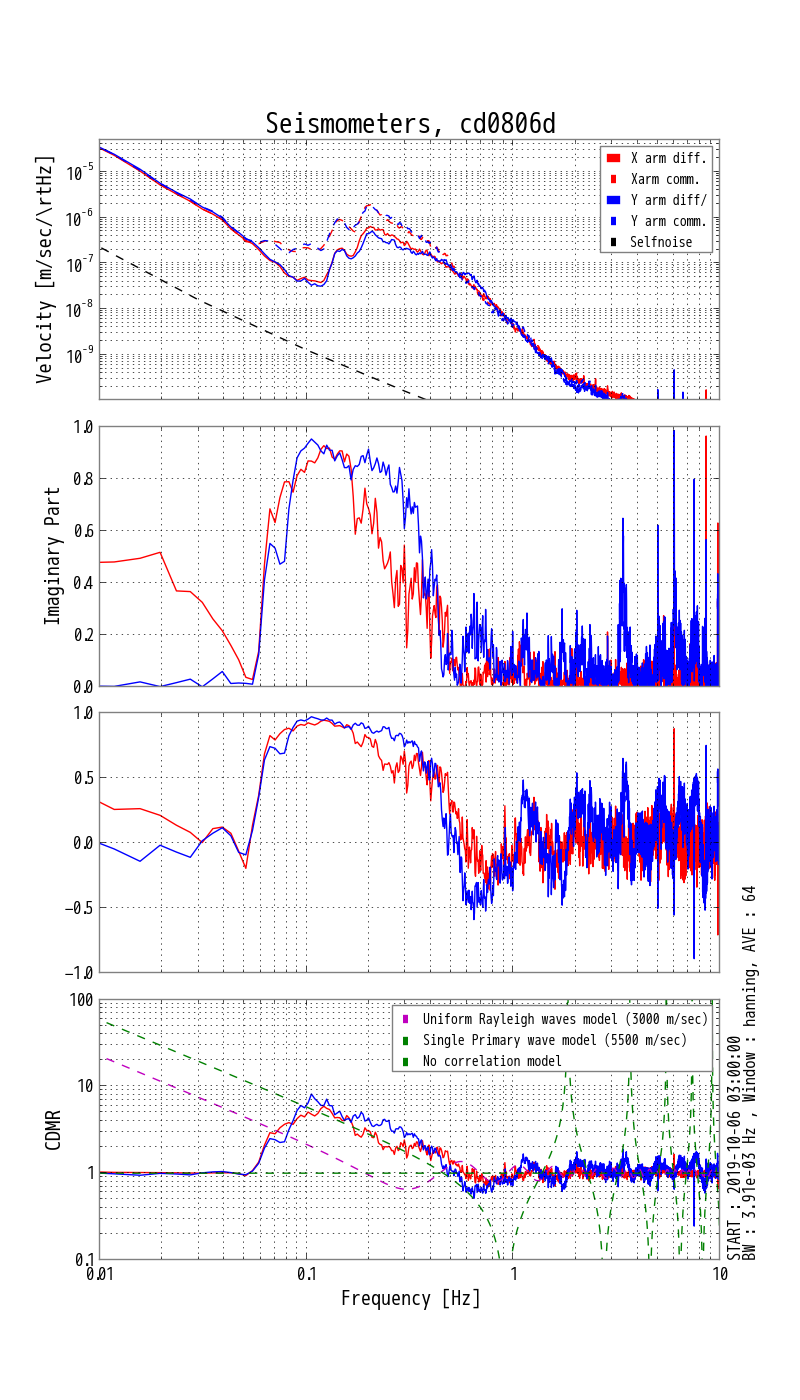 Seismometers, cd0806d
Velocity [m/sec/\rtHz]
10^-5
10^-6
10^-7
10^-8
10^-9
X arm diff.
Xarm comm.
Y arm diff/
Y arm comm.
Selfnoise
Imaginary Part
1.0
0.8
0.6
0.4
0.2
0.0
1.0
0.5
0.0
−0.5
−1.0
CDMR
100
10
1
0.1
Uniform Rayleigh waves model (3000 m/sec)
Single Primary wave model (5500 m/sec)
No correlation model
0.01 0.1 1 10
Frequency [Hz]
START : 2019-10-06 03:00:00
BW : 3.91e-03 Hz , Window : hanning, AVE : 64